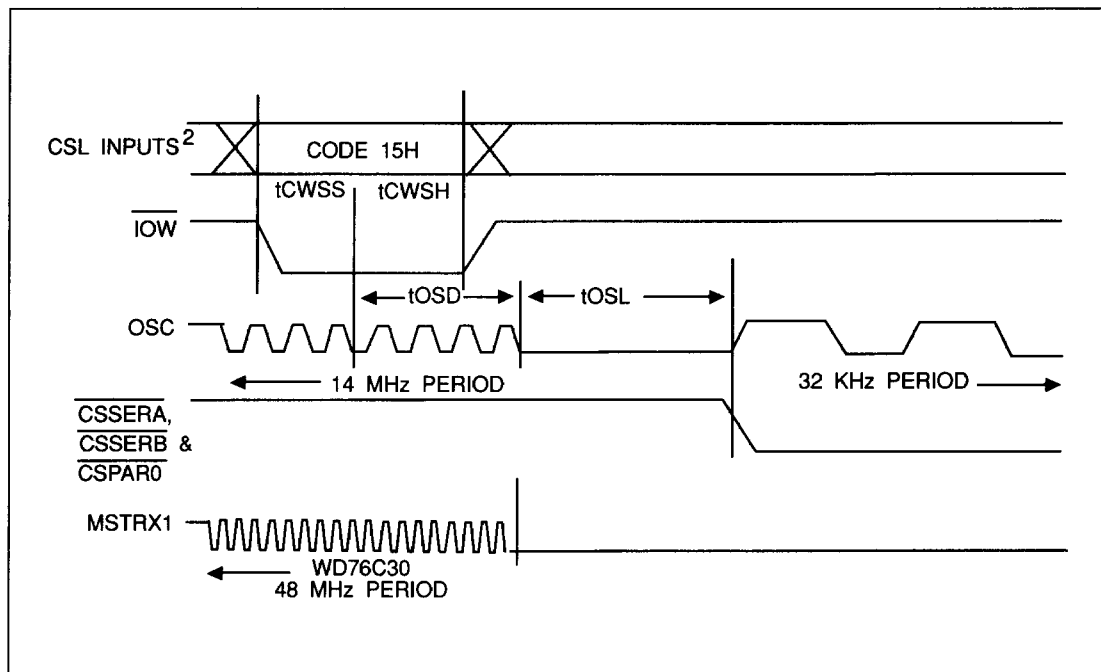 CSL INPUTS2
CODE 15H
tCWSS tCWSH
IOW
tOSD tOSL
OSC
14 MHz PERIOD
32 KHz PERIOD
CSSERA,
CSSERB &
CSPAR0
MSTRX1
WD76C30
48 MHz PERIOD